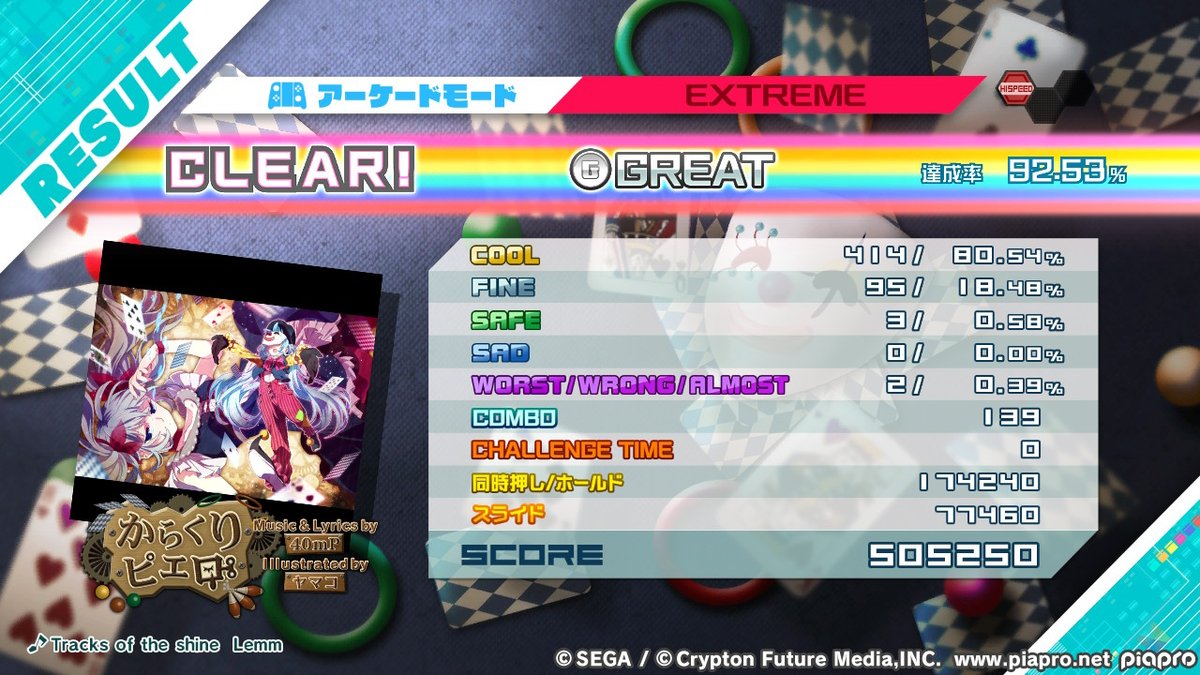 RESULT
アーケードモード
EXTREME
HISPEED
CLEAR!
G GREAT
達成率 92.53%
COOL 414/ 80.54%
FINE 95/ 18.48%
SAFE 3/ 0.58%
SAD 0/ 0.00%
WORST/WRONG/ALMOST 2/ 0.39%
COMBO 139
CHALLENGE TIME 0
同時押し/ホールド 174240
スライド 77460
SCORE 505250
からくり
ピエロ
Music & Lyrics by
40mP
Illustrated by
ヤマコ
Tracks of the shine Lemm
©SEGA / ©Crypton Future Media,INC. www.piapro.net piapro